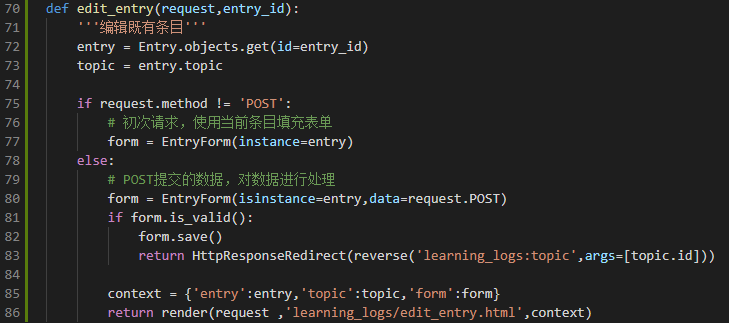 70 def edit_entry(request,entry_id):
71     '''编辑既有条目'''
72     entry = Entry.objects.get(id=entry_id)
73     topic = entry.topic
74
75     if request.method != 'POST':
76         # 初次请求，使用当前条目填充表单
77         form = EntryForm(instance=entry)
78     else:
79         # POST提交的数据，对数据进行处理
80         form = EntryForm(isinstance=entry,data=request.POST)
81         if form.is_valid():
82             form.save()
83             return HttpResponseRedirect(reverse('learning_logs:topic',args=[topic.id]))
84
85         context = {'entry':entry,'topic':topic,'form':form}
86         return render(request ,'learning_logs/edit_entry.html',context)